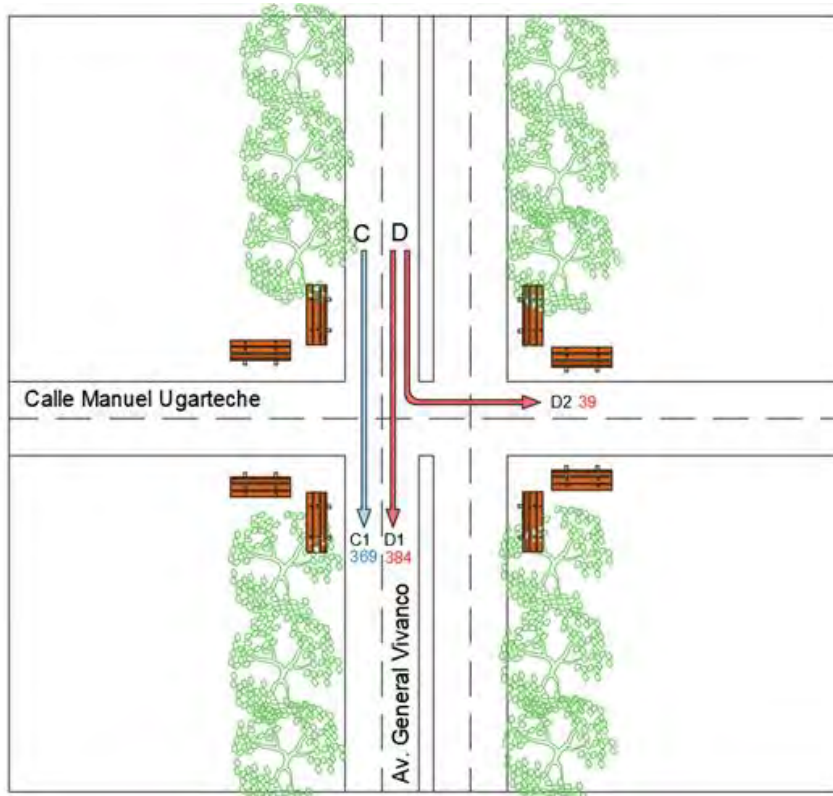 C D
Calle Manuel Ugarteche
D2 39
C1 D1
369 384
Av. General Vivanco